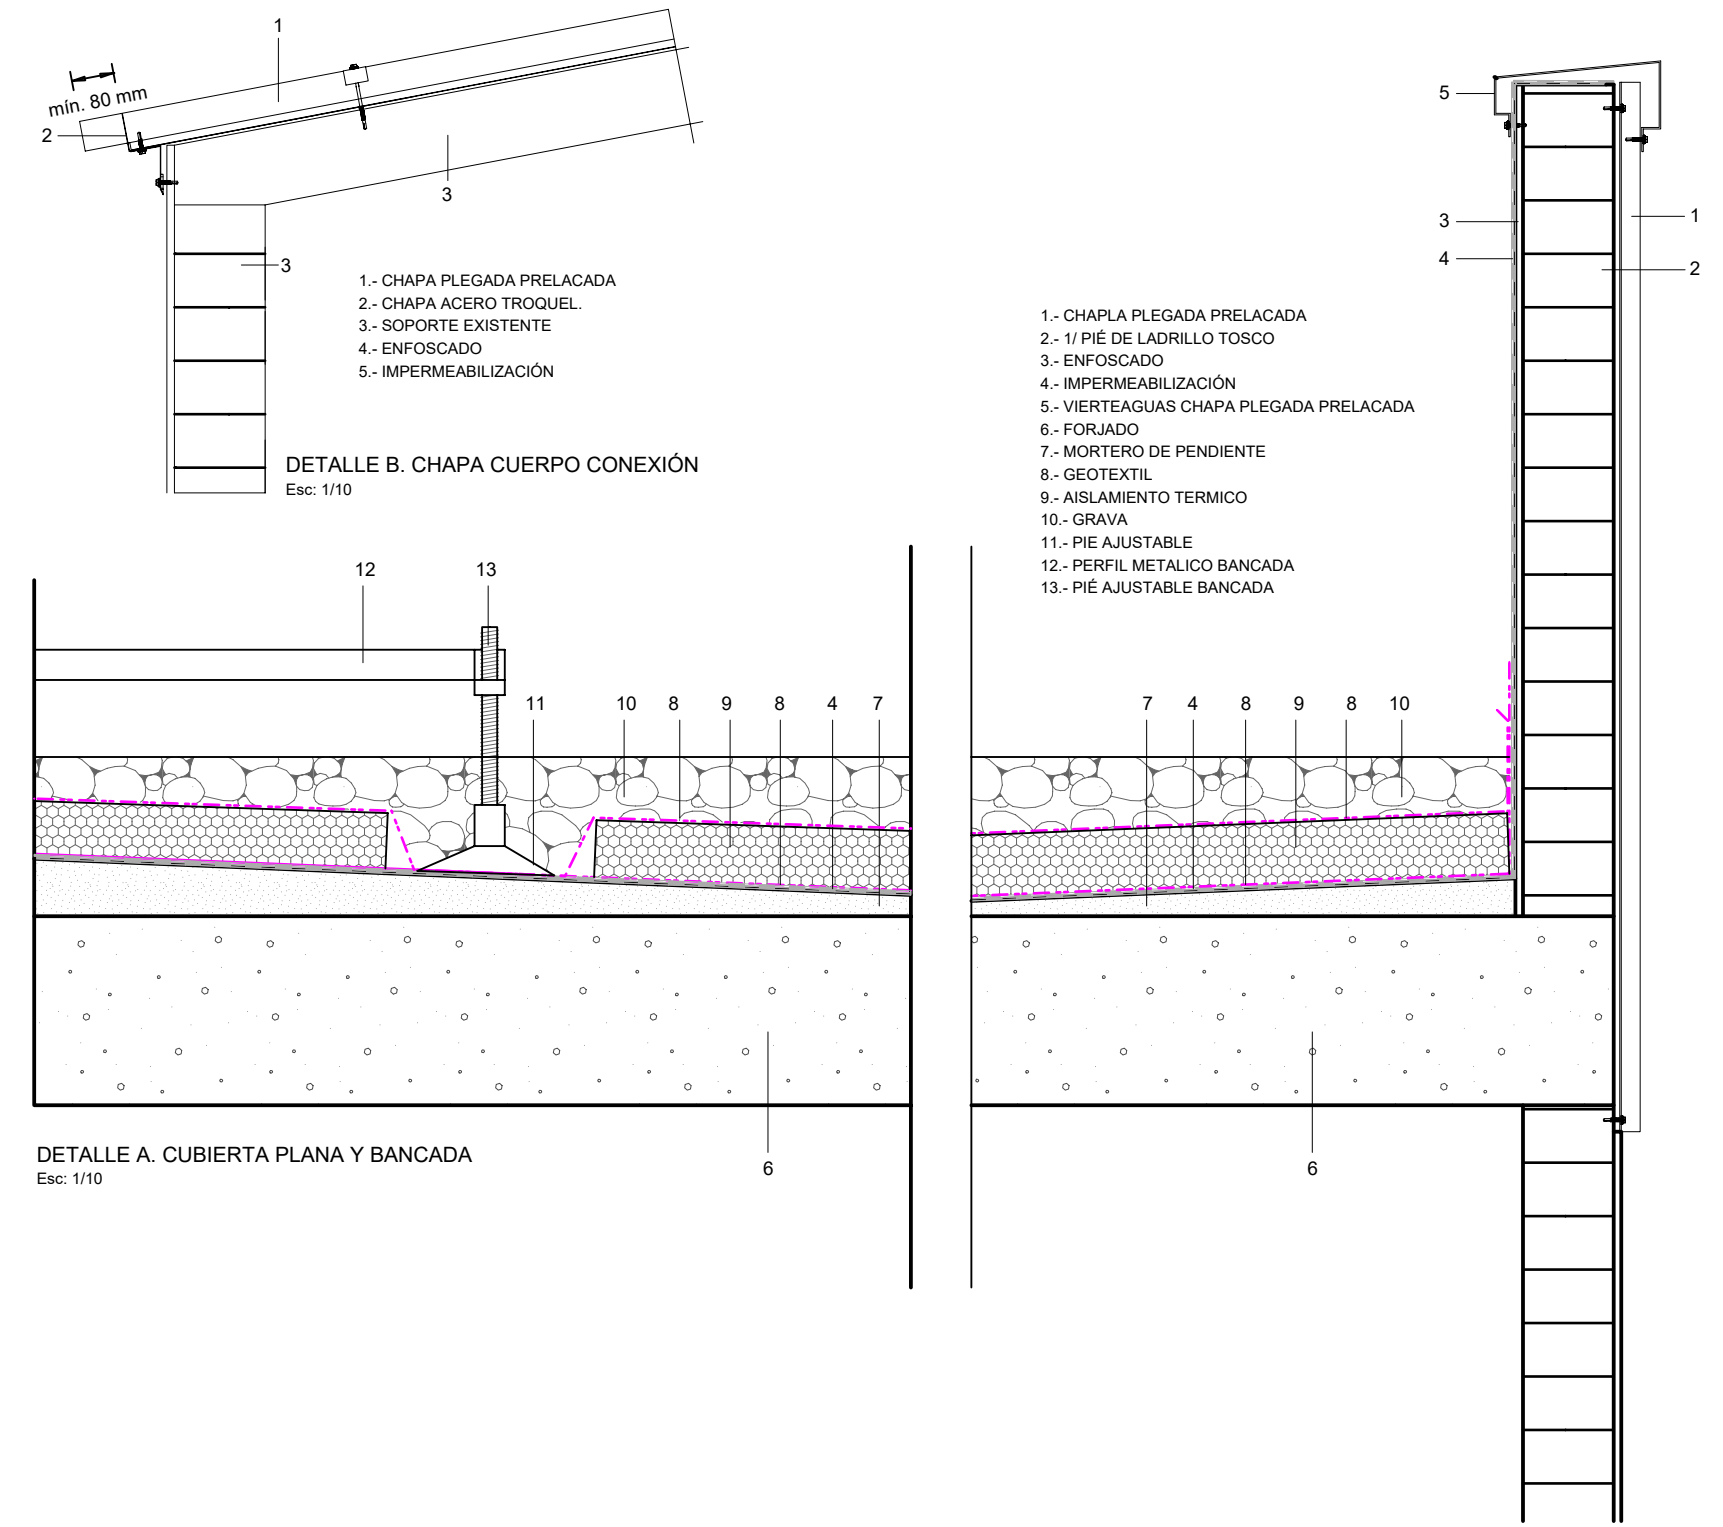 1
mín. 80 mm
2
3
3
1.- CHAPA PLEGADA PRELACADA
2.- CHAPA ACERO TROQUEL.
3.- SOPORTE EXISTENTE
4.- ENFOSCADO
5.- IMPERMEABILIZACIÓN
DETALLE B. CHAPA CUERPO CONEXIÓN
Esc: 1/10
5
3
1
4
2
1.- CHAPLA PLEGADA PRELACADA
2.- 1/ PIÉ DE LADRILLO TOSCO
3.- ENFOSCADO
4.- IMPERMEABILIZACIÓN
5.- VIERTEAGUAS CHAPA PLEGADA PRELACADA
6.- FORJADO
7.- MORTERO DE PENDIENTE
8.- GEOTEXTIL
9.- AISLAMIENTO TERMICO
10.- GRAVA
11.- PIE AJUSTABLE
12.- PERFIL METALICO BANCADA
13.- PIÉ AJUSTABLE BANCADA
12 13
11 10 8 9 8 4 7
7 4 8 9 8 10
6
6
DETALLE A. CUBIERTA PLANA Y BANCADA
Esc: 1/10